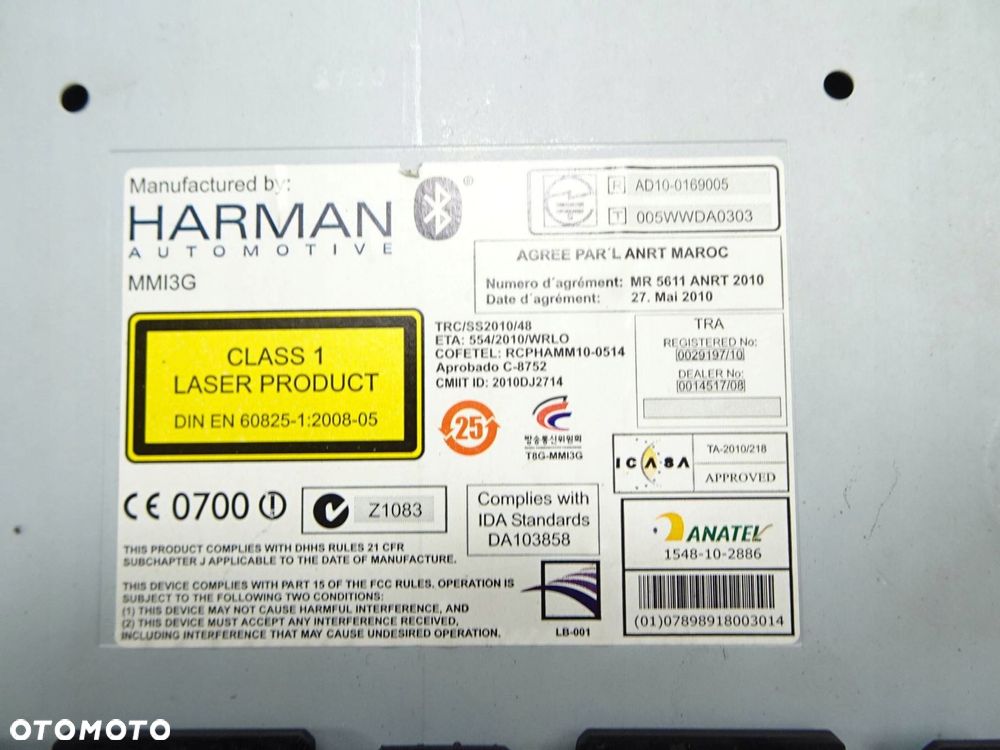 Manufactured by:
HARMAN
AUTOMOTIVE
MMI3G
R AD10-0169005
T 005WWDA0303
AGREE PAR´L ANRT MAROC
Numero d´agrément: MR 5611 ANRT 2010
Date d´agrément: 27. Mai 2010
CLASS 1
LASER PRODUCT
DIN EN 60825-1:2008-05
TRC/SS2010/48
ETA: 554/2010/WRLO
COFETEL: RCPHAMM10-0514
Aprobado C-8752
CMIIT ID: 2010DJ2714
TRA
REGISTERED No:
0029197/10
DEALER No:
0014517/08
25
방송통신위원회
T8G-MMI3G
ICASA
TA-2010/218
APPROVED
CE 0700
Z1083
Complies with
IDA Standards
DA103858
ANATEL
1548-10-2886
(01)07898918003014
THIS PRODUCT COMPLIES WITH DHHS RULES 21 CFR
SUBCHAPTER J APPLICABLE TO THE DATE OF MANUFACTURE.
THIS DEVICE COMPLIES WITH PART 15 OF THE FCC RULES. OPERATION IS
SUBJECT TO THE FOLLOWING TWO CONDITIONS:
(1) THIS DEVICE MAY NOT CAUSE HARMFUL INTERFERENCE, AND
(2) THIS DEVICE MUST ACCEPT ANY INTERFERENCE RECEIVED,
INCLUDING INTERFERENCE THAT MAY CAUSE UNDESIRED OPERATION.
LB-001
OTOMOTO